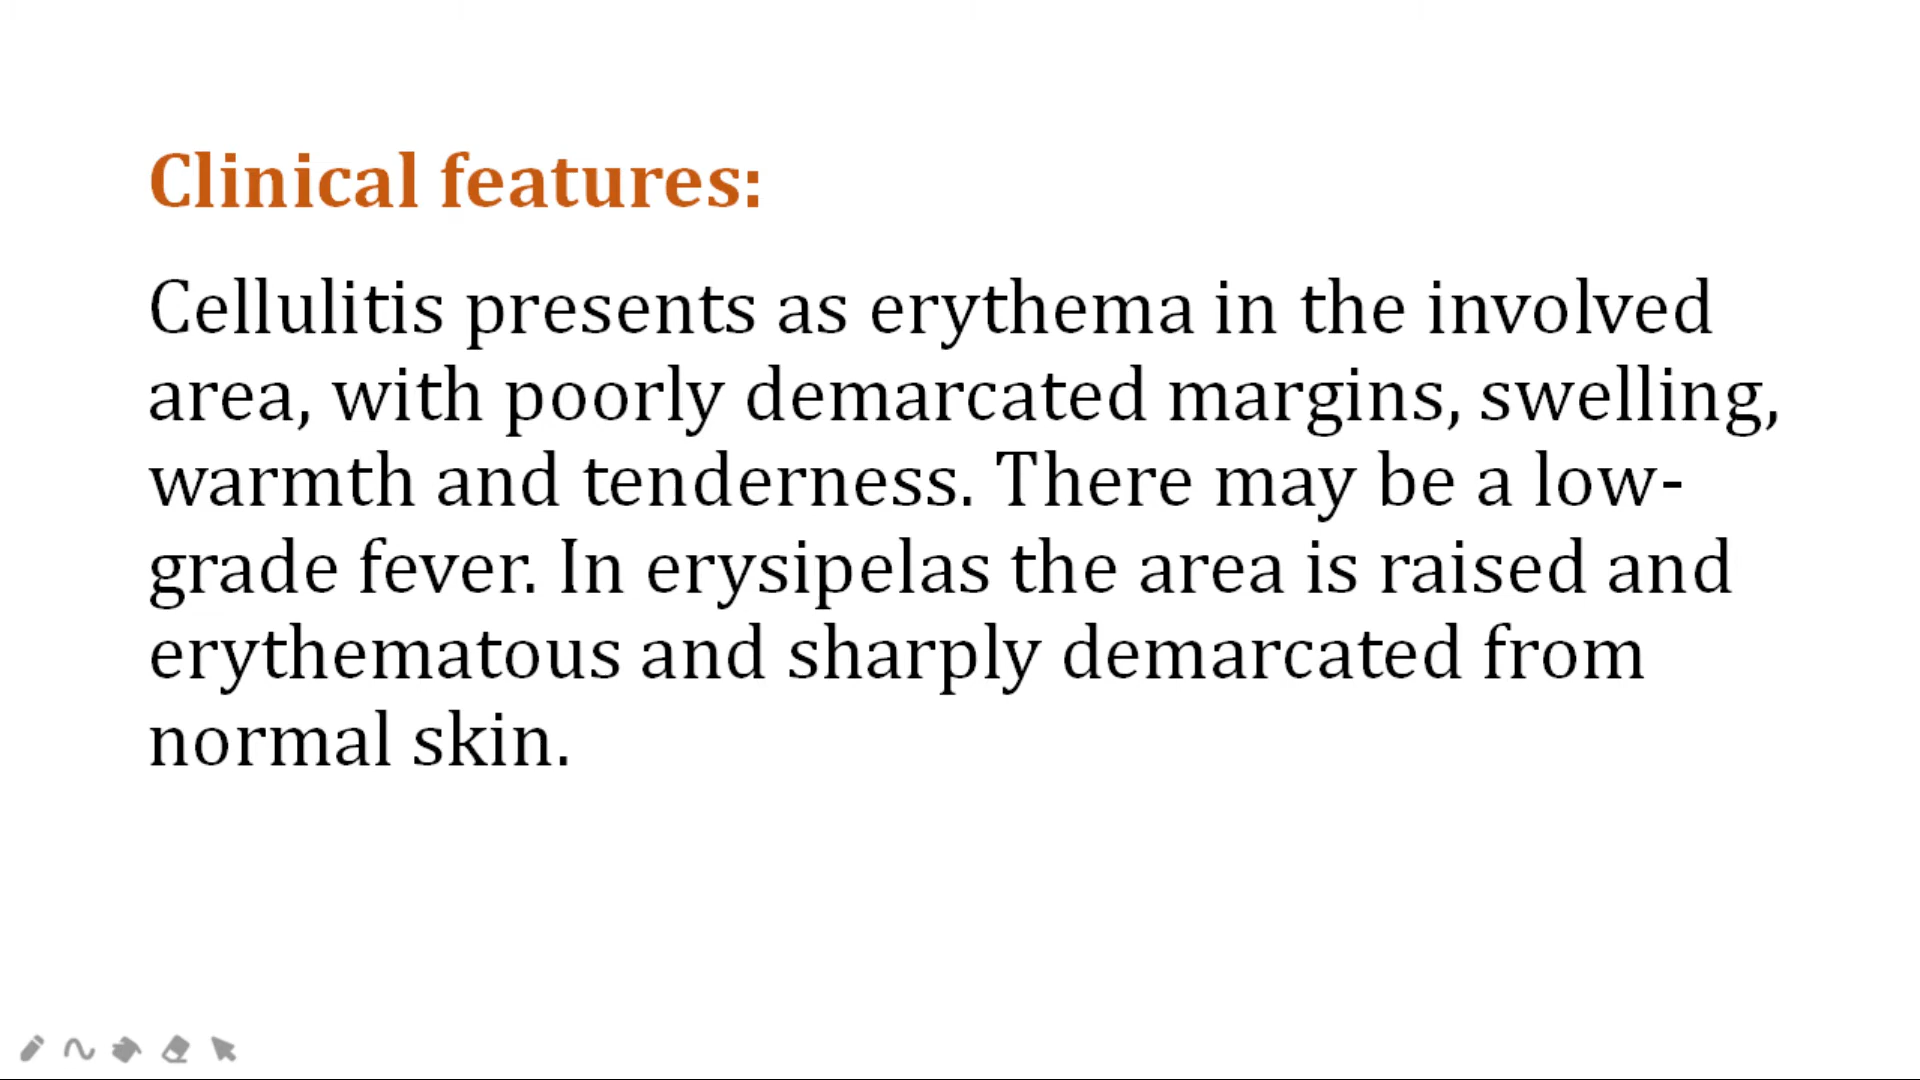 Clinical features:
Cellulitis presents as erythema in the involved
area, with poorly demarcated margins, swelling,
warmth and tenderness. There may be a low-
grade fever. In erysipelas the area is raised and
erythematous and sharply demarcated from
normal skin.